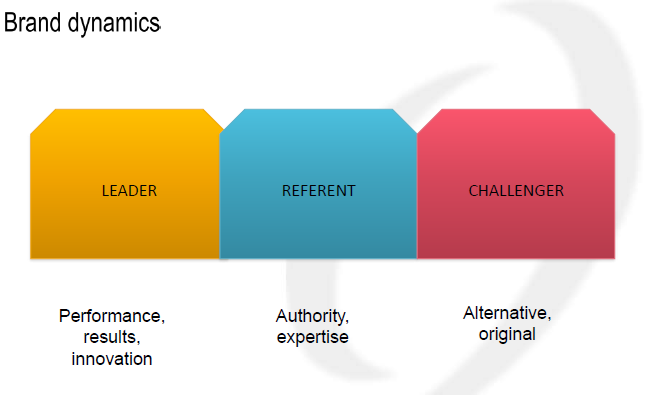 Brand dynamics
LEADER
REFERENT
CHALLENGER
Performance,
results,
innovation
Authority,
expertise
Alternative,
original